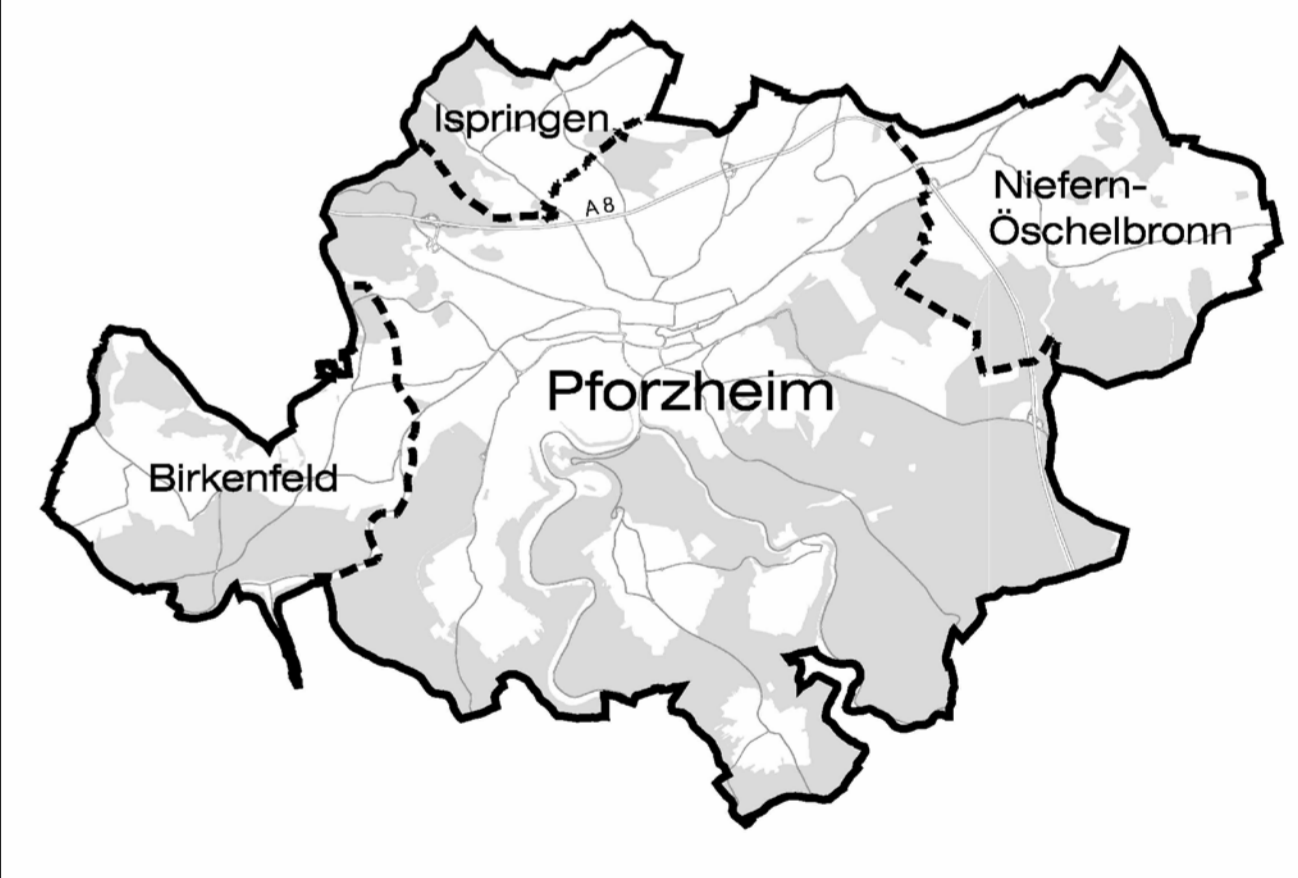 Ispringen
A 8
Niefern-
Öschelbronn
Pforzheim
Birkenfeld